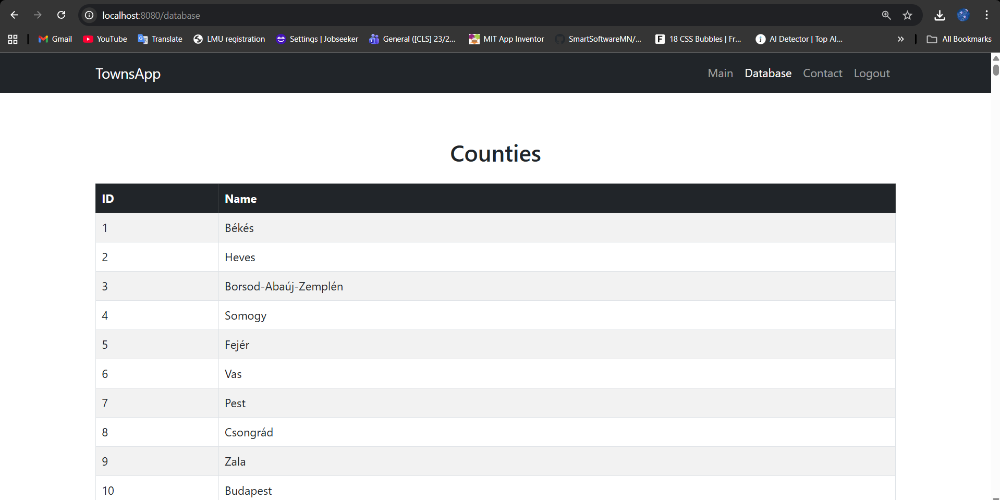 localhost:8080/database
Gmail YouTube Translate LMU registration Settings | Jobseeker General ([CLS] 23/2... MIT App Inventor SmartSoftwareMN/... 18 CSS Bubbles | Fr... AI Detector | Top AI... » All Bookmarks
TownsApp Main Database Contact Logout
Counties
ID Name
1 Békés
2 Heves
3 Borsod-Abaúj-Zemplén
4 Somogy
5 Fejér
6 Vas
7 Pest
8 Csongrád
9 Zala
10 Budapest